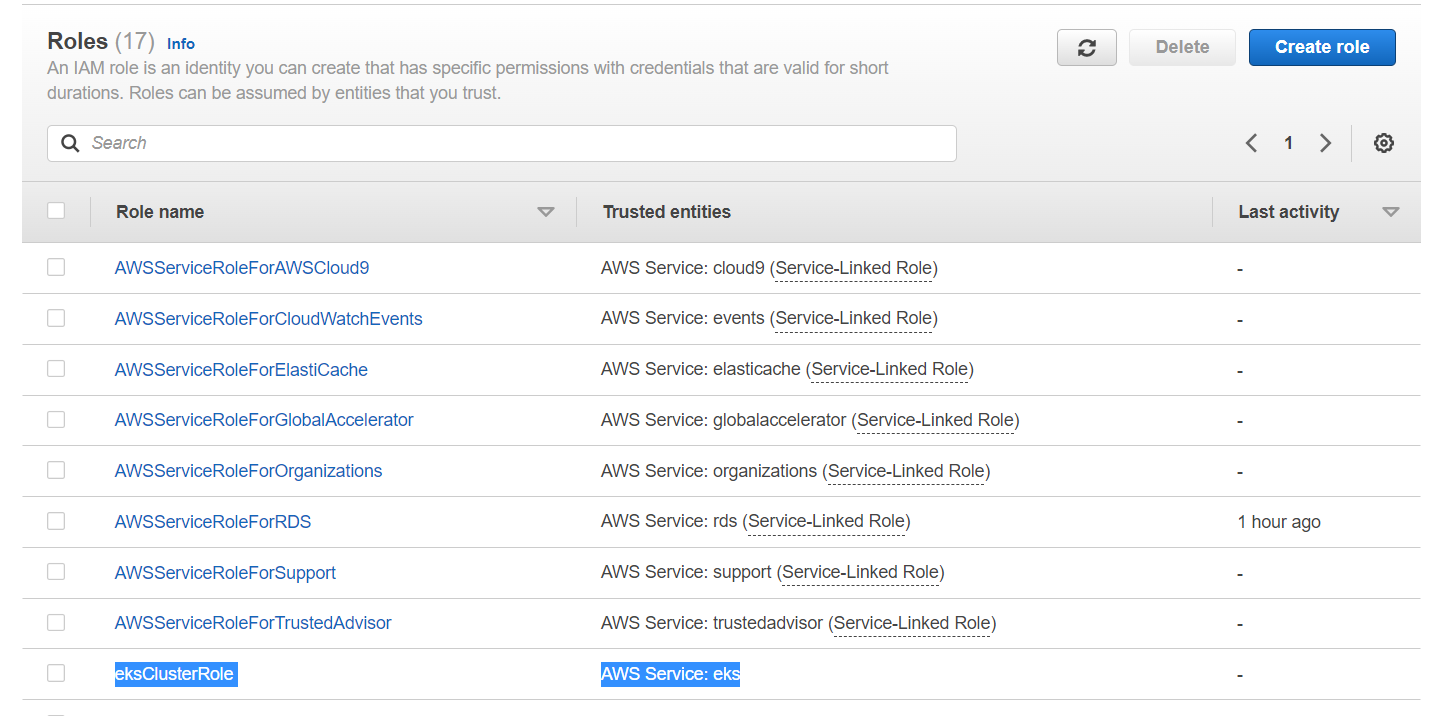 Roles (17) Info
An IAM role is an identity you can create that has specific permissions with credentials that are valid for short
durations. Roles can be assumed by entities that you trust.
Delete
Create role
Search
1
Role name Trusted entities Last activity
AWSServiceRoleForAWSCloud9 AWS Service: cloud9 (Service-Linked Role) -
AWSServiceRoleForCloudWatchEvents AWS Service: events (Service-Linked Role) -
AWSServiceRoleForElastiCache AWS Service: elasticache (Service-Linked Role) -
AWSServiceRoleForGlobalAccelerator AWS Service: globalaccelerator (Service-Linked Role) -
AWSServiceRoleForOrganizations AWS Service: organizations (Service-Linked Role) -
AWSServiceRoleForRDS AWS Service: rds (Service-Linked Role) 1 hour ago
AWSServiceRoleForSupport AWS Service: support (Service-Linked Role) -
AWSServiceRoleForTrustedAdvisor AWS Service: trustedadvisor (Service-Linked Role) -
eksClusterRole AWS Service: eks -